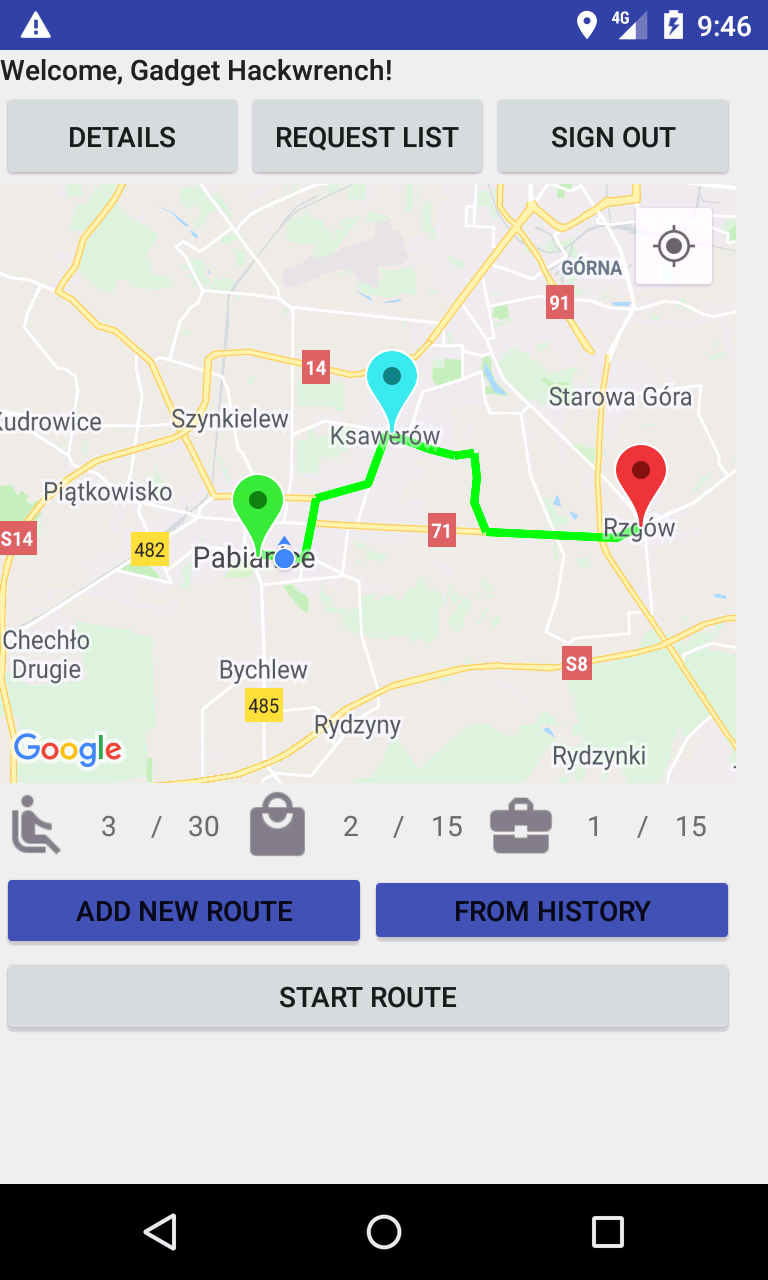 4G 9:46
Welcome, Gadget Hackwrench!
DETAILS REQUEST LIST SIGN OUT
GÓRNA
91
14
Starowa Góra
Szynkielew
Ksawerów
Piątkowisko
Rzgów
71
S14
482
Pabianice
Chechło
Drugie
S8
Bychlew
485
Rydzyny
Google
Rydzynki
3 / 30 2 / 15 1 / 15
ADD NEW ROUTE FROM HISTORY
START ROUTE